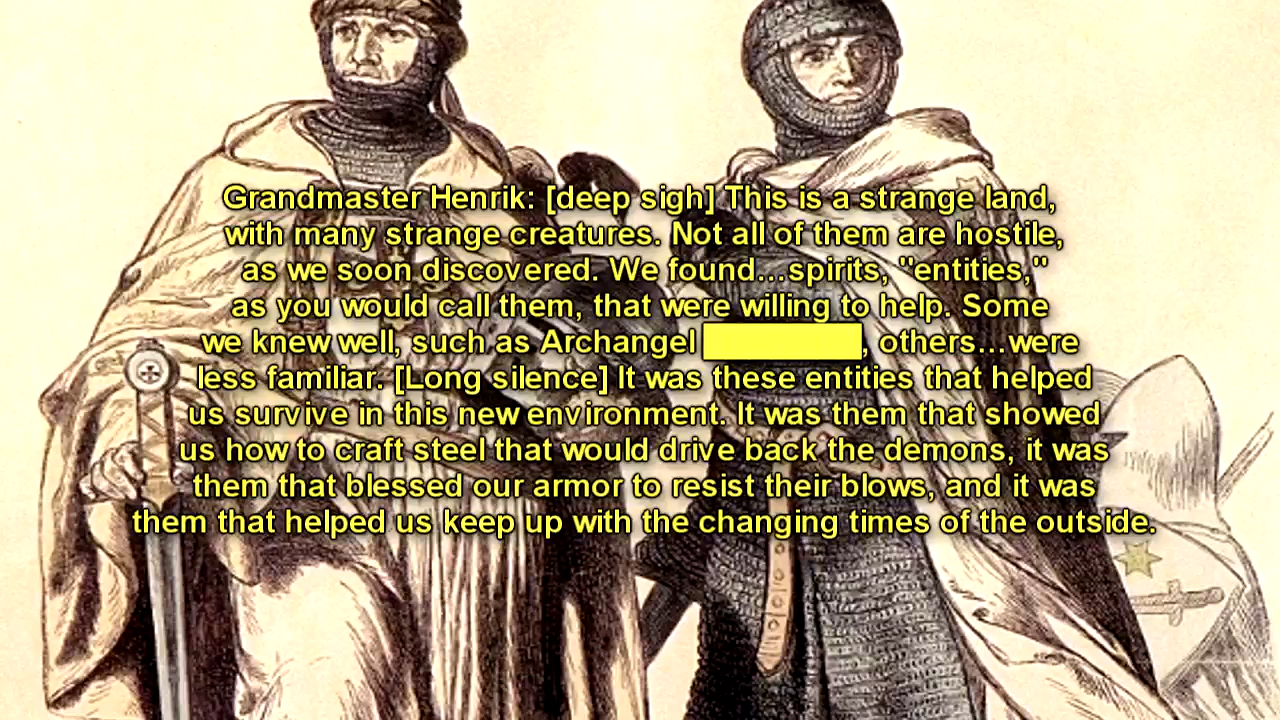 Grandmaster Henrik: [deep sigh] This is a strange land,
with many strange creatures. Not all of them are hostile,
as we soon discovered. We found...spirits, "entities,"
as you would call them, that were willing to help. Some
we knew well, such as Archangel , others...were
less familiar. [Long silence] It was these entities that helped
us survive in this new environment. It was them that showed
us how to craft steel that would drive back the demons, it was
them that blessed our armor to resist their blows, and it was
them that helped us keep up with the changing times of the outside.